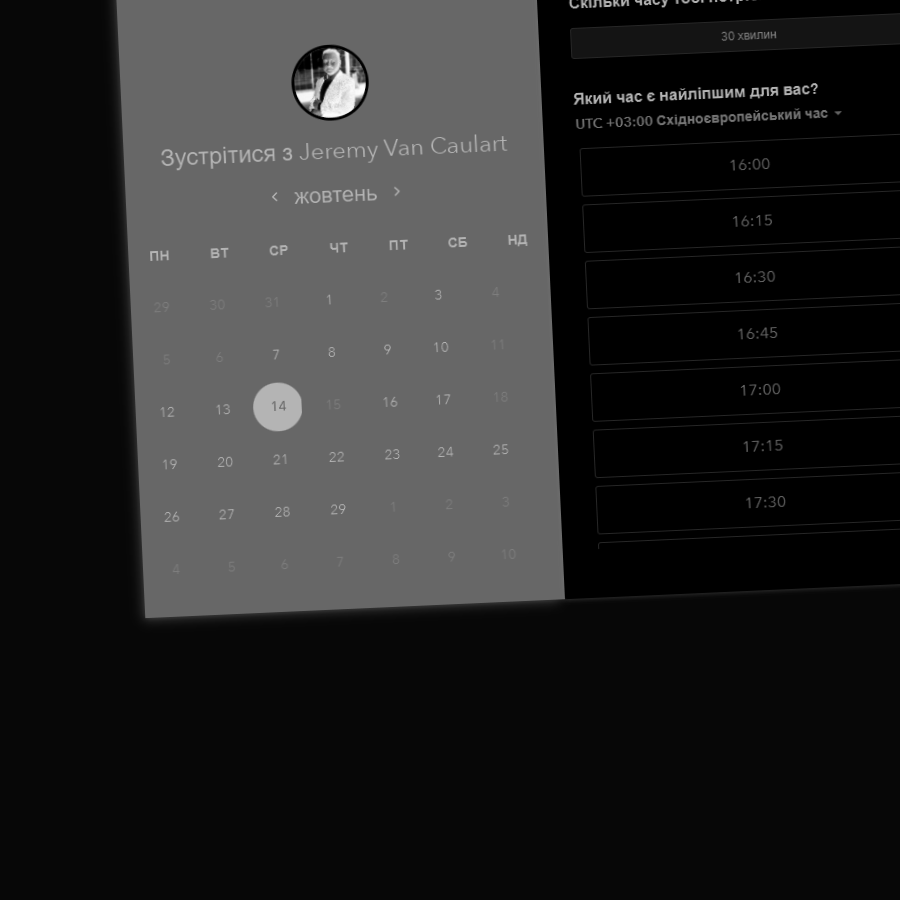 Зустрітися з Jeremy Van Caulart
жовтень
ПН ВТ СР ЧТ ПТ СБ НД
29 30 31 1 2 3 4
5 6 7 8 9 10 11
12 13 14 15 16 17 18
19 20 21 22 23 24 25
26 27 28 29 1 2 3
4 5 6 7 8 9 10
Скільки часу тобі
30 хвилин
Який час є найліпшим для вас?
UTC +03:00 Східноєвропейський час
16:00
16:15
16:30
16:45
17:00
17:15
17:30